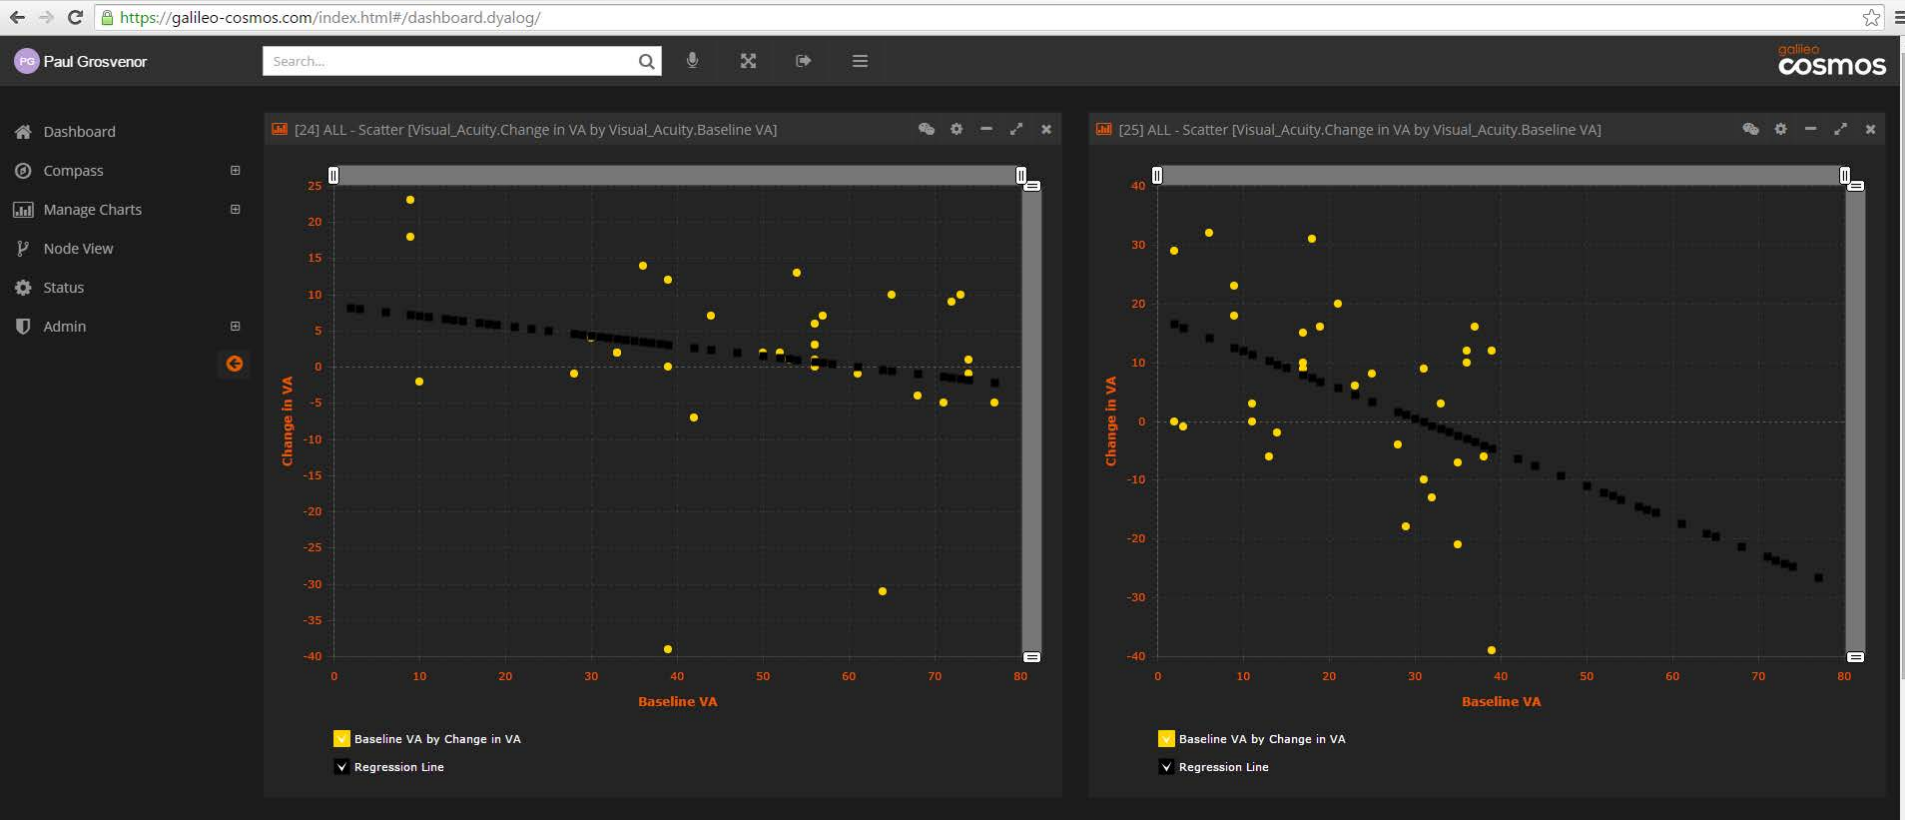 https://galileo-cosmos.com/index.html#/dashboard.dyalog/
PG Paul Grosvenor
Search...
galileo
cosmos
Dashboard
Compass
Manage Charts
Node View
Status
Admin
[24] ALL - Scatter [Visual_Acuity.Change in VA by Visual_Acuity.Baseline VA]
25
20
15
10
5
0
-5
-10
-15
-20
-25
-30
-35
-40
Change in VA
0 10 20 30 40 50 60 70 80
Baseline VA
Baseline VA by Change in VA
Regression Line
[25] ALL - Scatter [Visual_Acuity.Change in VA by Visual_Acuity.Baseline VA]
40
30
20
10
0
-10
-20
-30
-40
Change in VA
0 10 20 30 40 50 60 70 80
Baseline VA
Baseline VA by Change in VA
Regression Line